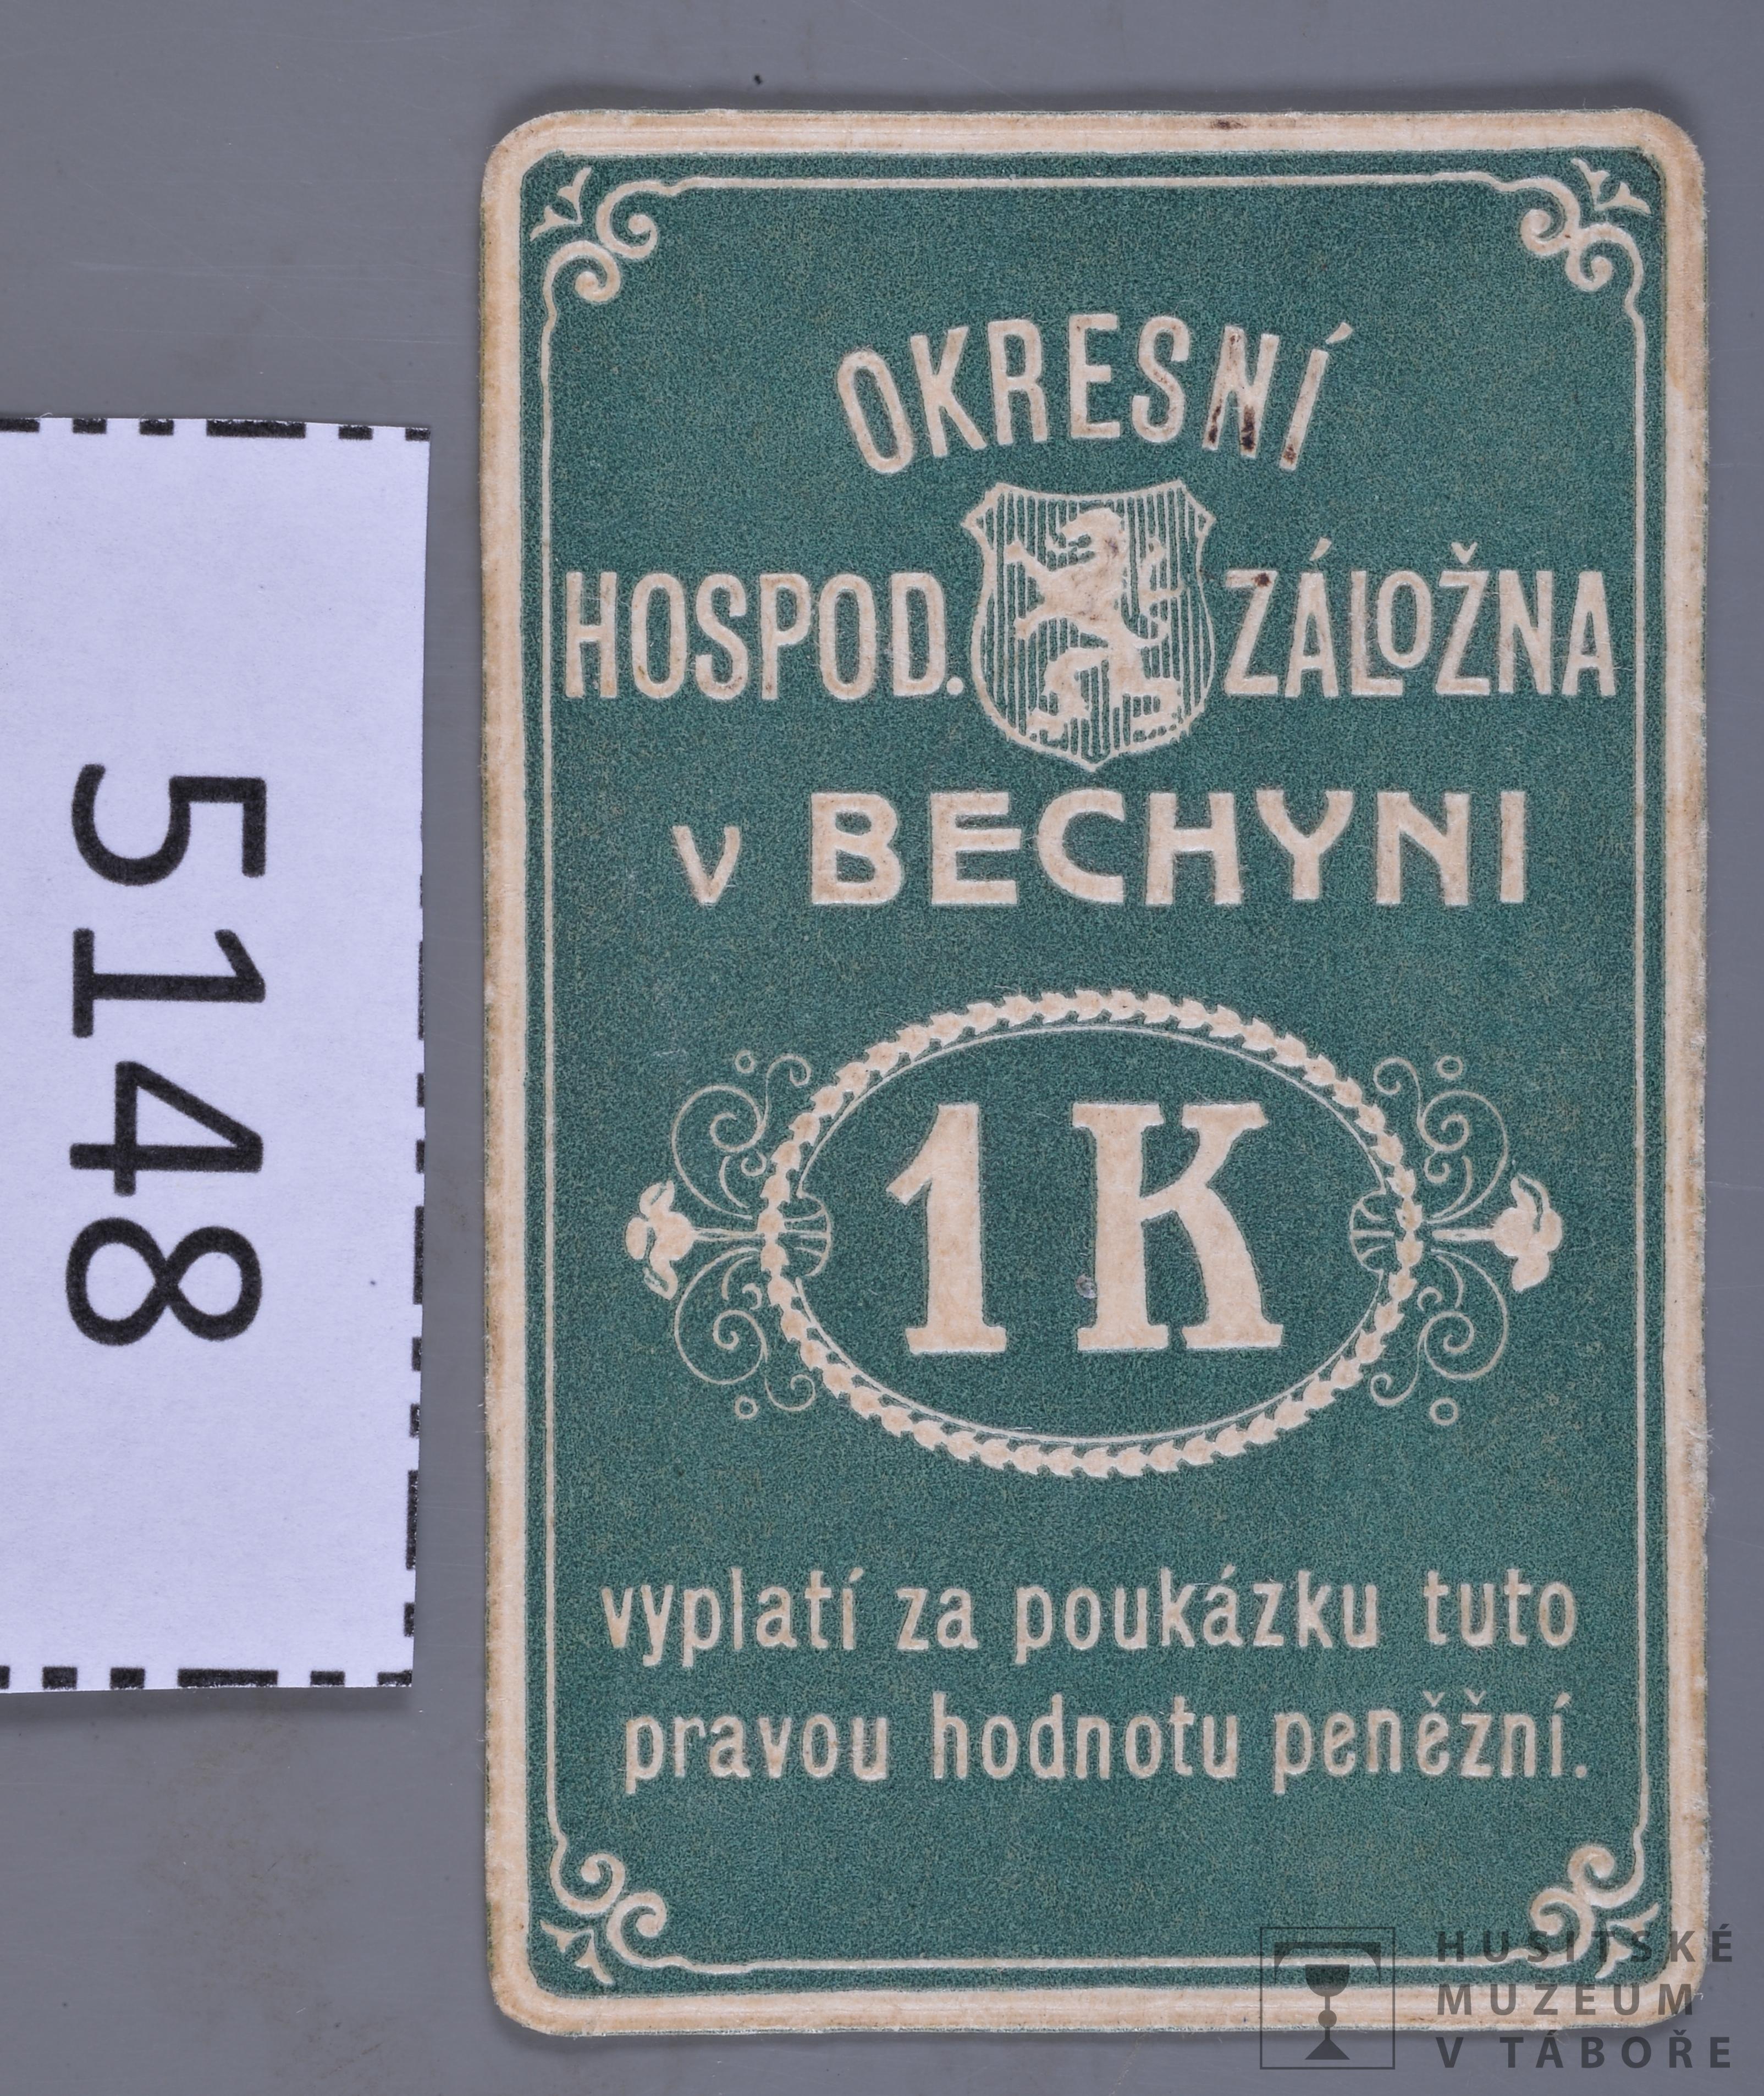 5148
OKRESNÍ
HOSPOD. ZÁLOŽNA
v BECHYNI
1 K
vyplatí za poukázku tuto
pravou hodnotu peněžní.
HUSITSKÉ
MUZEUM
V TÁBOŘE